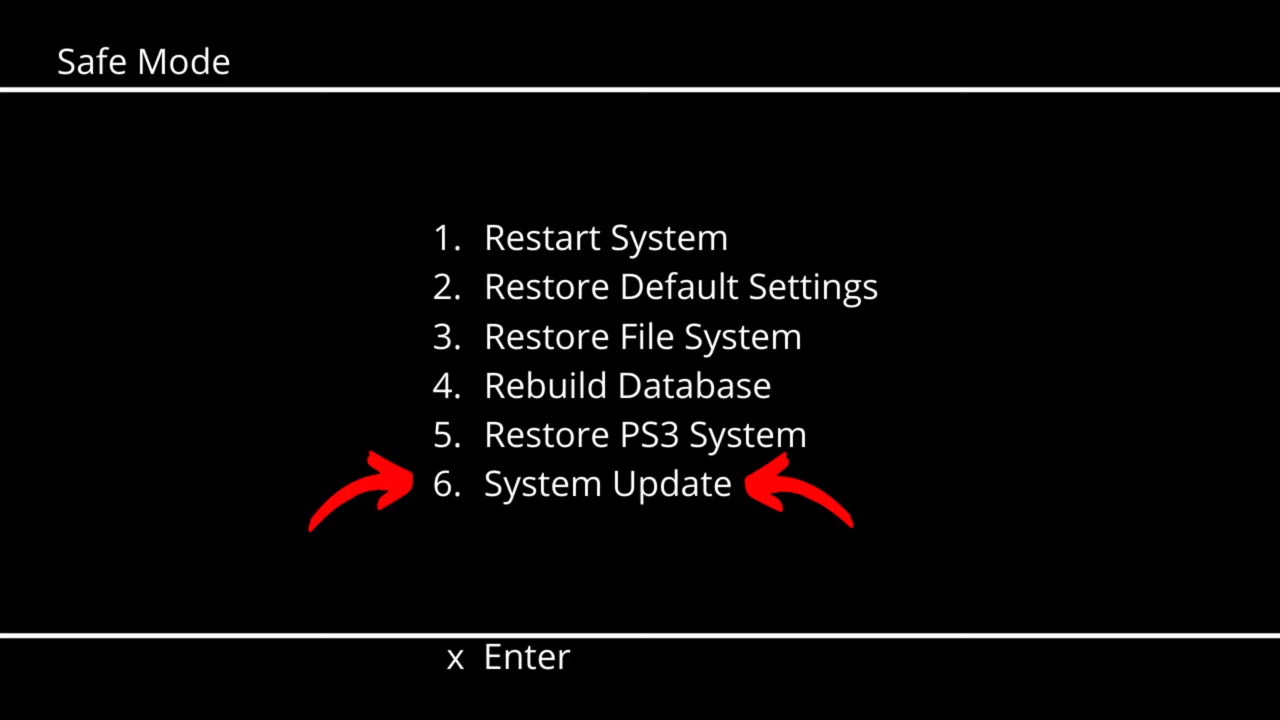 Safe Mode
1. Restart System
2. Restore Default Settings
3. Restore File System
4. Rebuild Database
5. Restore PS3 System
6. System Update
x Enter